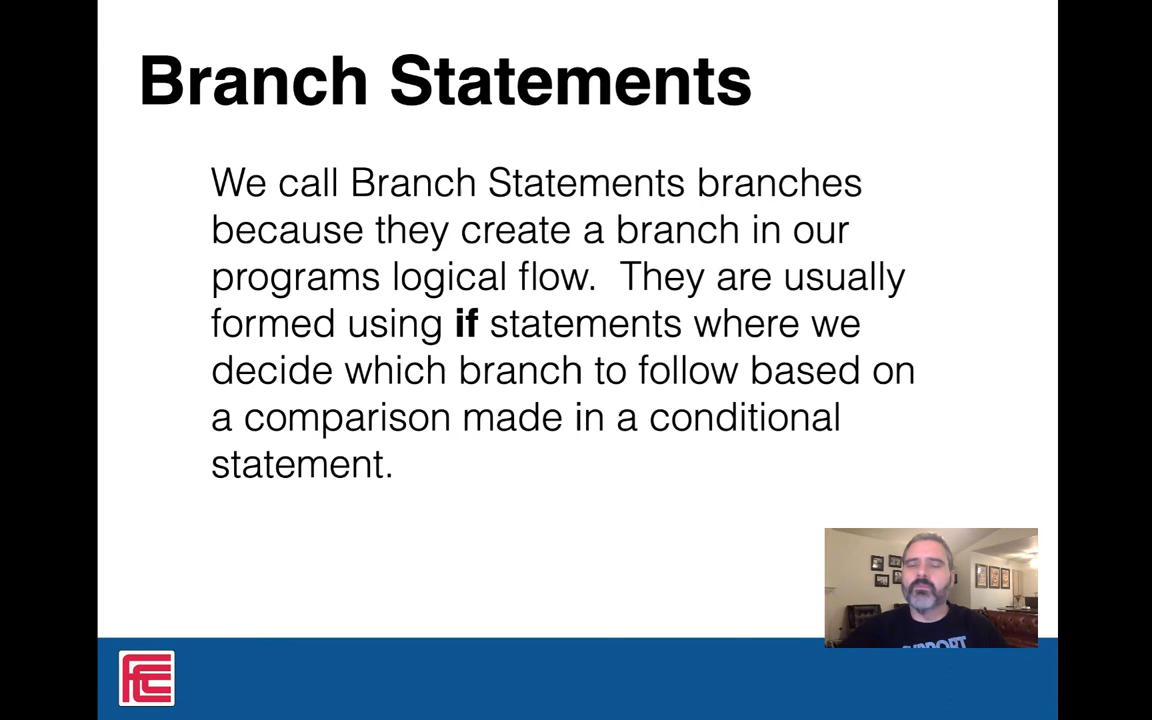 Branch Statements
We call Branch Statements branches
because they create a branch in our
programs logical flow. They are usually
formed using if statements where we
decide which branch to follow based on
a comparison made in a conditional
statement.
FCC